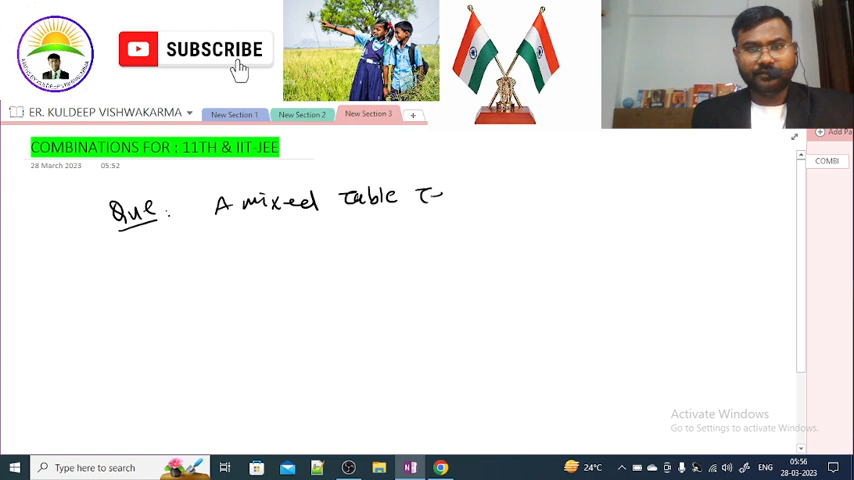 SUBSCRIBE
ER. KULDEEP VISHWAKARMA
New Section 1
New Section 2
New Section 3
+
Add Pa
COMBINATIONS FOR : 11TH & IIT-JEE
COMBI
28 March 2023 05:52
Que: A mixed Table T
Activate Windows
Go to Settings to activate Windows.
Type here to search
24°C
ENG
05:56
28-03-2023